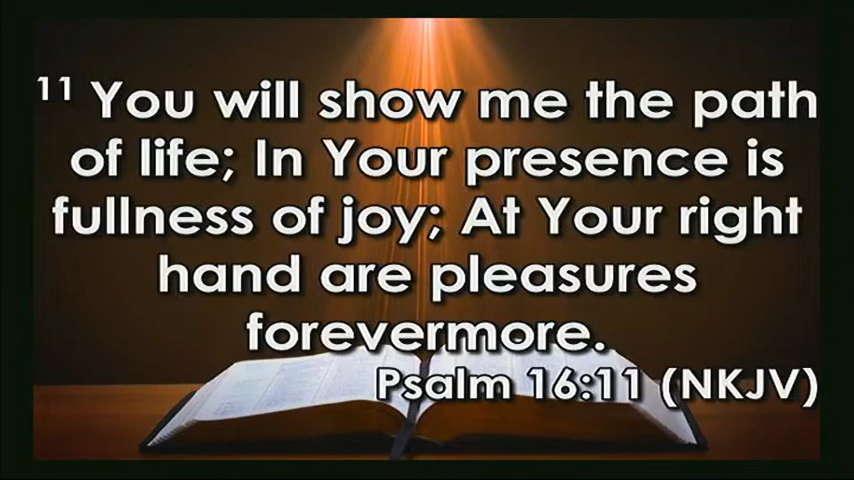 ¹¹ You will show me the path
of life; In Your presence is
fullness of joy; At Your right
hand are pleasures
forevermore.
Psalm 16:11 (NKJV)